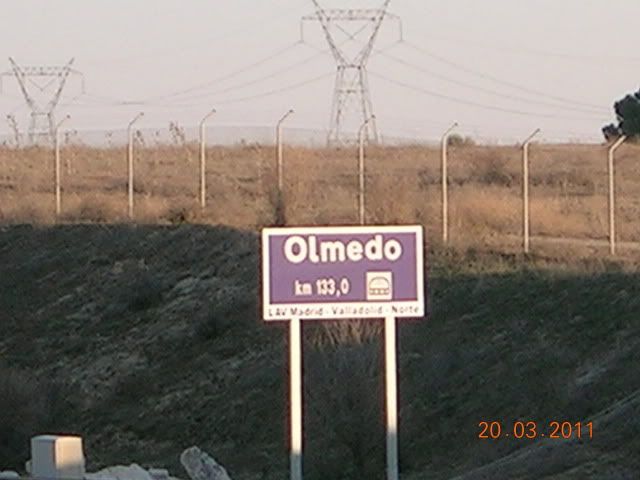 Olmedo
km 133,0
LAV Madrid - Valladolid - Norte
20.03.2011